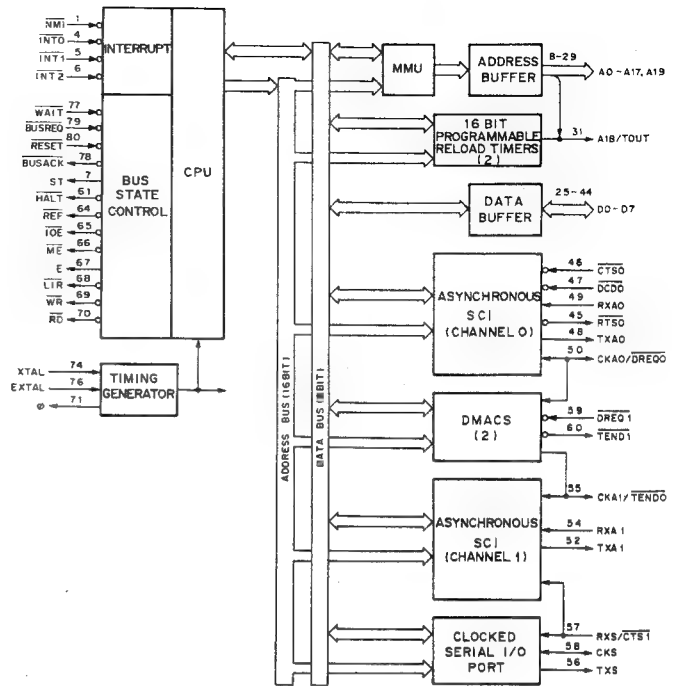 NMI 1
INT0 4
INT1 5
INT2 6
INTERRUPT
WAIT 77
BUSREQ 79
RESET 80
BUSACK 78
ST 7
HALT 61
REF 64
IOE 65
ME 66
E 67
LIR 68
WR 69
RD 70
BUS
STATE
CONTROL
CPU
XTAL 74
EXTAL 76
ø 71
TIMING
GENERATOR
ADDRESS BUS (16BIT)
DATA BUS (8BIT)
MMU
ADDRESS
BUFFER
8-29
A0-A17, A19
16 BIT
PROGRAMMABLE
RELOAD TIMERS
(2)
31
A18/TOUT
DATA
BUFFER
25-44
D0-D7
ASYNCHRONOUS
SCI
(CHANNEL 0)
46 CTS0
47 DCD0
49 RXA0
45 RTS0
48 TXA0
50 CKA0/DREQ0
DMACS
(2)
59 DREQ1
60 TEND1
55 CKA1/TEND0
ASYNCHRONOUS
SCI
(CHANNEL 1)
54 RXA1
52 TXA1
57 RXS/CTS1
CLOCKED
SERIAL I/O
PORT
58 CKS
56 TXS